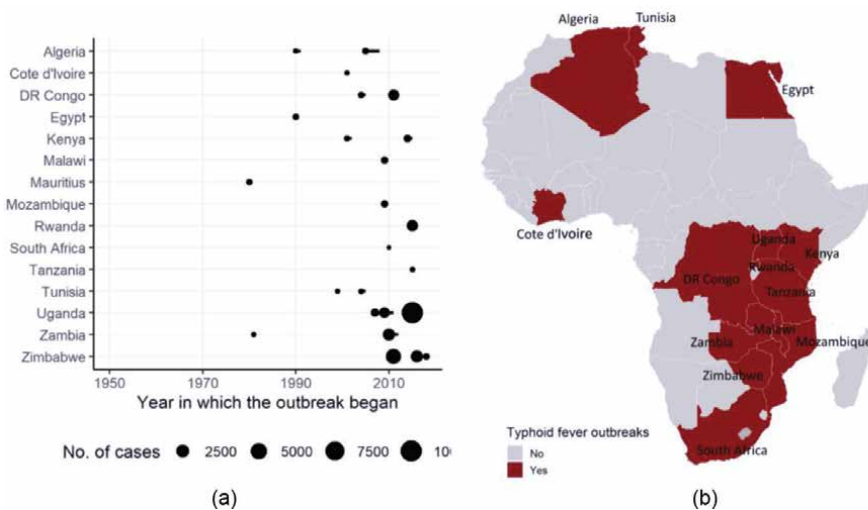 Algeria
Cote d'Ivoire
DR Congo
Egypt
Kenya
Malawi
Mauritius
Mozambique
Rwanda
South Africa
Tanzania
Tunisia
Uganda
Zambia
Zimbabwe
1950 1970 1990 2010
Year in which the outbreak began
No. of cases 2500 5000 7500 10
(a)
Algeria Tunisia
Egypt
Cote d'Ivoire
Uganda
Kenya
Rwanda
DR Congo
Tanzania
Malawi
Zambia Mozambique
Zimbabwe
Typhoid fever outbreaks
No
Yes
South Africa
(b)